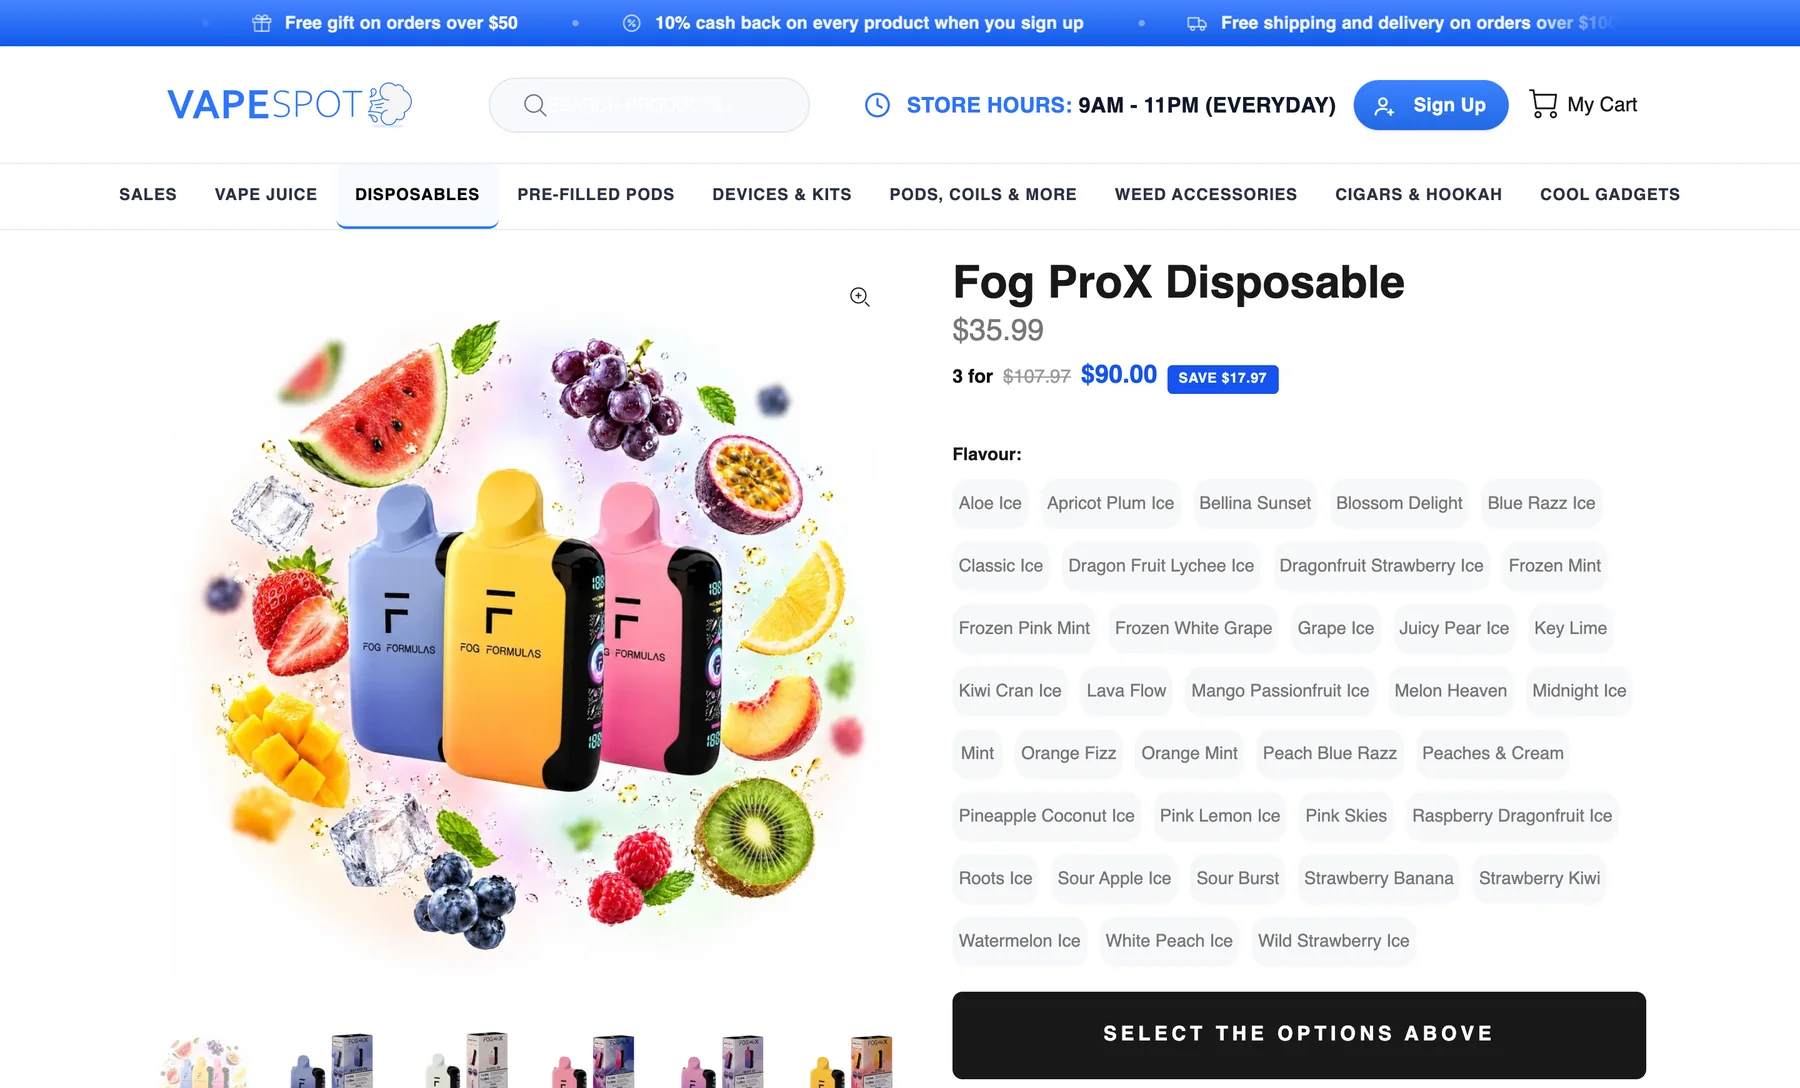 Free gift on orders over $50 • 10% cash back on every product when you sign up • Free shipping and delivery on orders over $100
VAPESPOT
SEARCH PRODUCTS...
STORE HOURS: 9AM - 11PM (EVERYDAY)
Sign Up
My Cart
SALES VAPE JUICE DISPOSABLES PRE-FILLED PODS DEVICES & KITS PODS, COILS & MORE WEED ACCESSORIES CIGARS & HOOKAH COOL GADGETS
F FOG FORMULAS
F FOG FORMULAS
F FORMULAS
Fog ProX Disposable
$35.99
3 for $107.97 $90.00 SAVE $17.97
Flavour:
Aloe Ice Apricot Plum Ice Bellina Sunset Blossom Delight Blue Razz Ice
Classic Ice Dragon Fruit Lychee Ice Dragonfruit Strawberry Ice Frozen Mint
Frozen Pink Mint Frozen White Grape Grape Ice Juicy Pear Ice Key Lime
Kiwi Cran Ice Lava Flow Mango Passionfruit Ice Melon Heaven Midnight Ice
Mint Orange Fizz Orange Mint Peach Blue Razz Peaches & Cream
Pineapple Coconut Ice Pink Lemon Ice Pink Skies Raspberry Dragonfruit Ice
Roots Ice Sour Apple Ice Sour Burst Strawberry Banana Strawberry Kiwi
Watermelon Ice White Peach Ice Wild Strawberry Ice
SELECT THE OPTIONS ABOVE